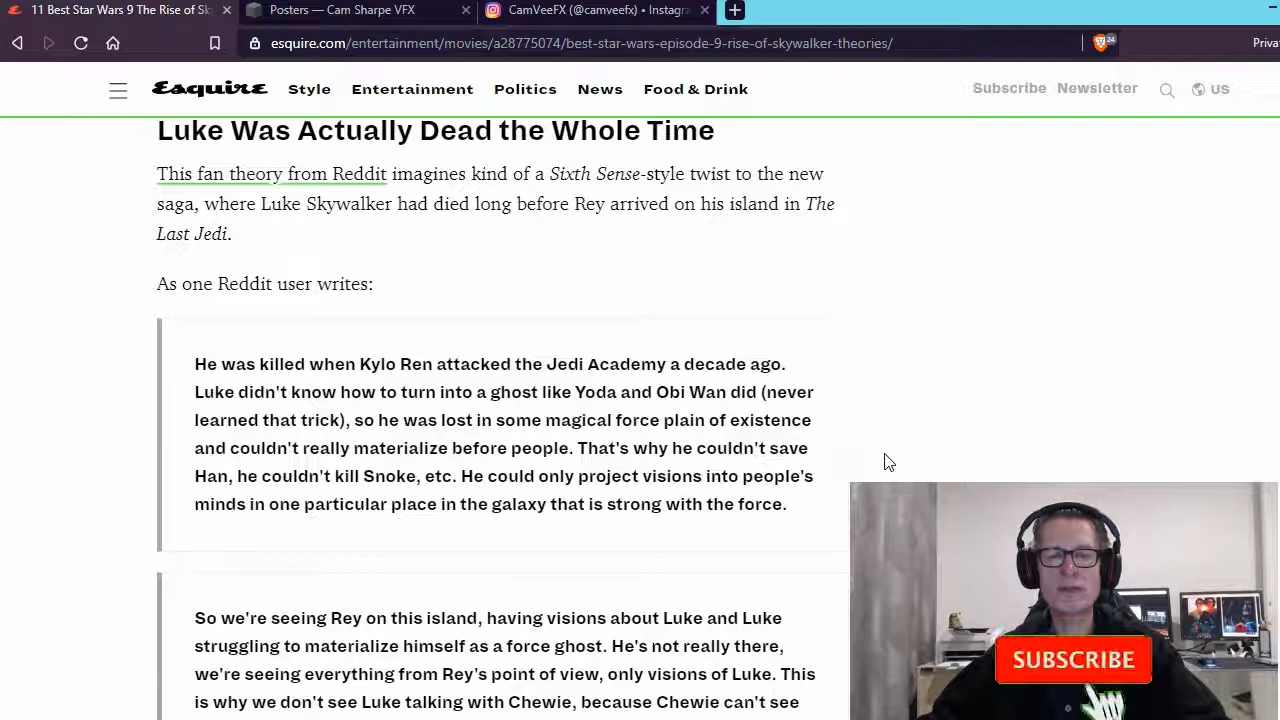 11 Best Star Wars 9 The Rise of Sk
Posters — Cam Sharpe VFX
CamVeeFX (@camveefx) • Instagra
esquire.com/entertainment/movies/a28775074/best-star-wars-episode-9-rise-of-skywalker-theories/
24
Priva
Esquire
Style
Entertainment
Politics
News
Food & Drink
Subscribe
Newsletter
US
Luke Was Actually Dead the Whole Time
This fan theory from Reddit imagines kind of a Sixth Sense-style twist to the new
saga, where Luke Skywalker had died long before Rey arrived on his island in The
Last Jedi.
As one Reddit user writes:
He was killed when Kylo Ren attacked the Jedi Academy a decade ago.
Luke didn't know how to turn into a ghost like Yoda and Obi Wan did (never
learned that trick), so he was lost in some magical force plain of existence
and couldn't really materialize before people. That's why he couldn't save
Han, he couldn't kill Snoke, etc. He could only project visions into people's
minds in one particular place in the galaxy that is strong with the force.
So we're seeing Rey on this island, having visions about Luke and Luke
struggling to materialize himself as a force ghost. He's not really there,
we're seeing everything from Rey's point of view, only visions of Luke. This
is why we don't see Luke talking with Chewie, because Chewie can't see
SUBSCRIBE